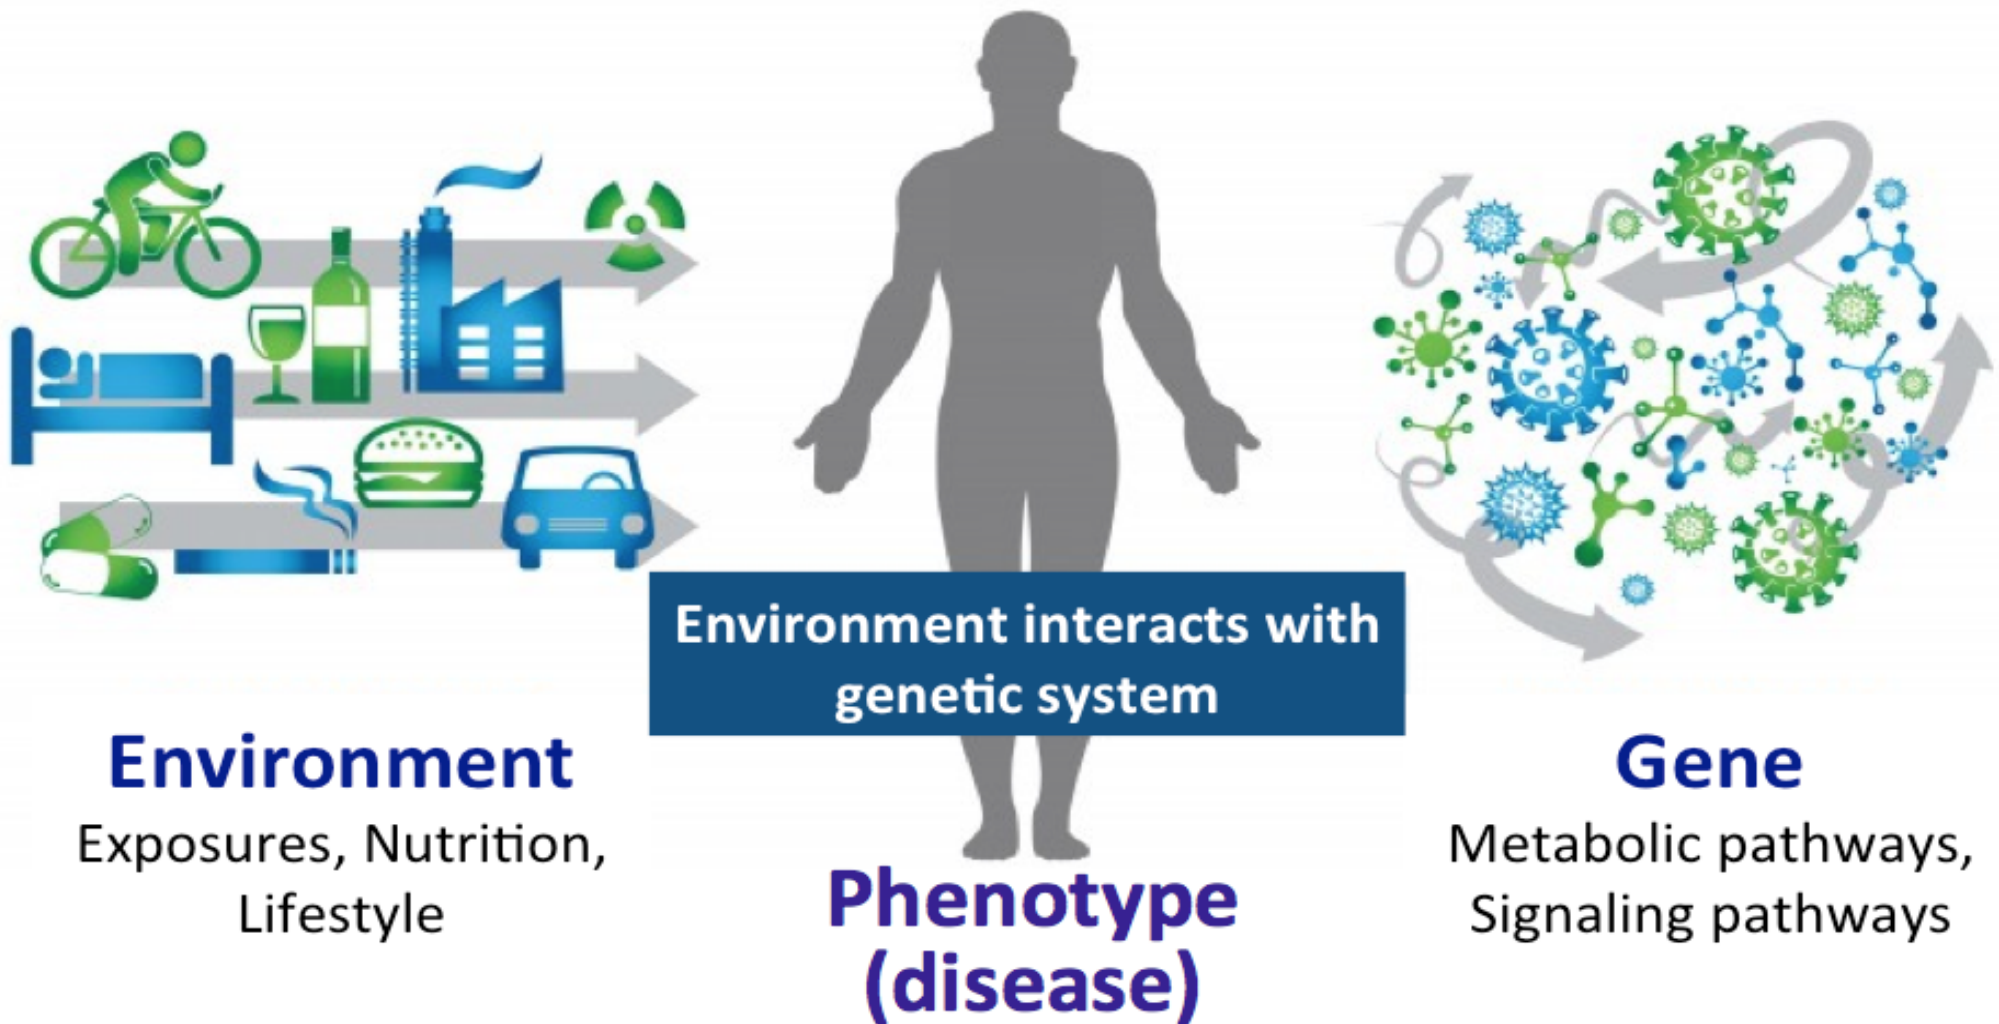 Environment interacts with
genetic system
Environment
Exposures, Nutrition,
Lifestyle
Phenotype
(disease)
Gene
Metabolic pathways,
Signaling pathways